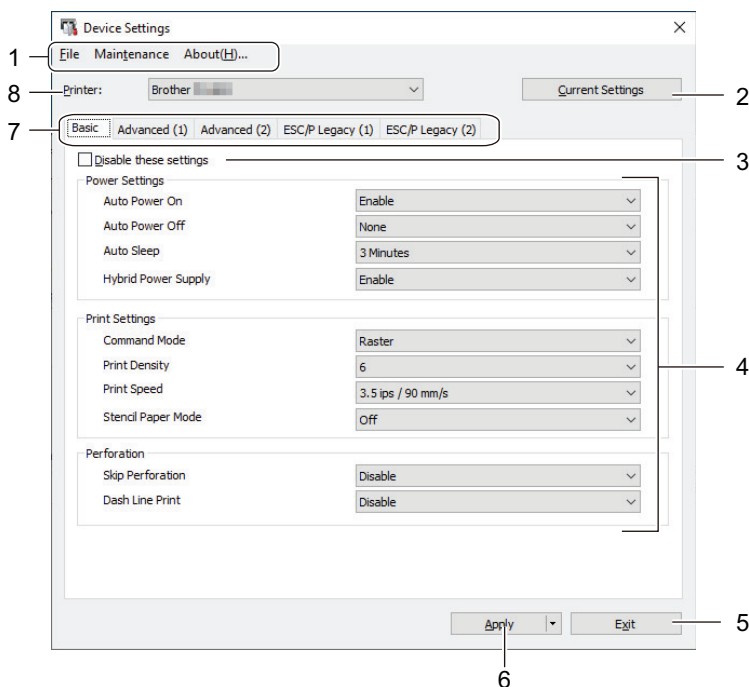 Device Settings
1 File Maintenance About(H)...
8 Printer: Brother Current Settings 2
7 Basic Advanced (1) Advanced (2) ESC/P Legacy (1) ESC/P Legacy (2)
Disable these settings 3
Power Settings
Auto Power On Enable
Auto Power Off None
Auto Sleep 3 Minutes
Hybrid Power Supply Enable
Print Settings
Command Mode Raster
Print Density 6
4
Print Speed 3.5 ips / 90 mm/s
Stencil Paper Mode Off
Perforation
Skip Perforation Disable
Dash Line Print Disable
Apply Exit 5
6